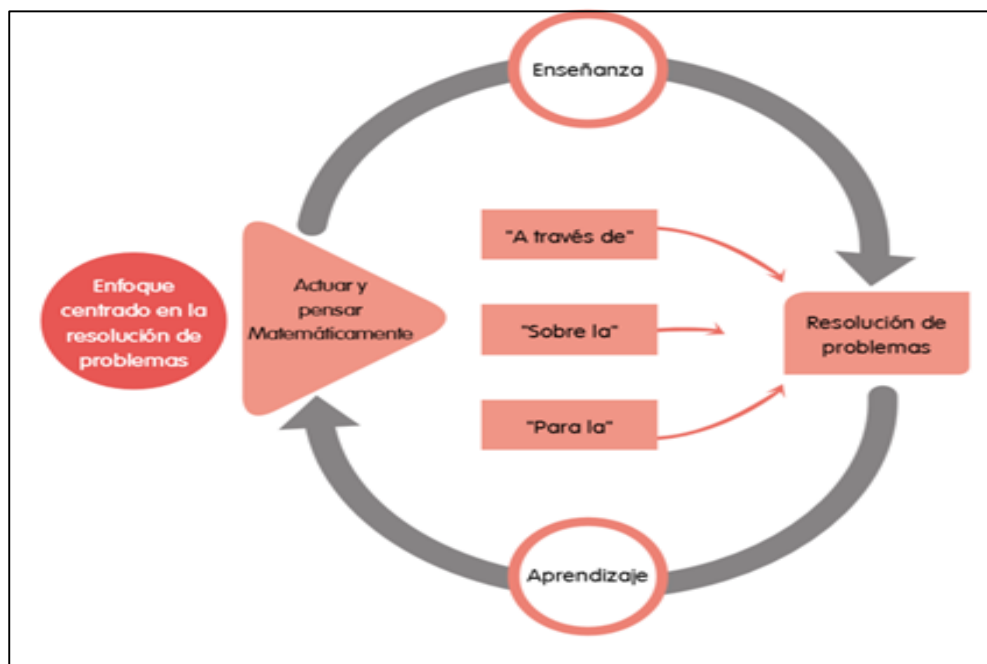 Enseñanza
"A través de"
Enfoque
centrado en la
resolución de
problemas
Actuar y
pensar
Matemáticamente
"Sobre la"
Resolución de
problemas
"Para la"
Aprendizaje